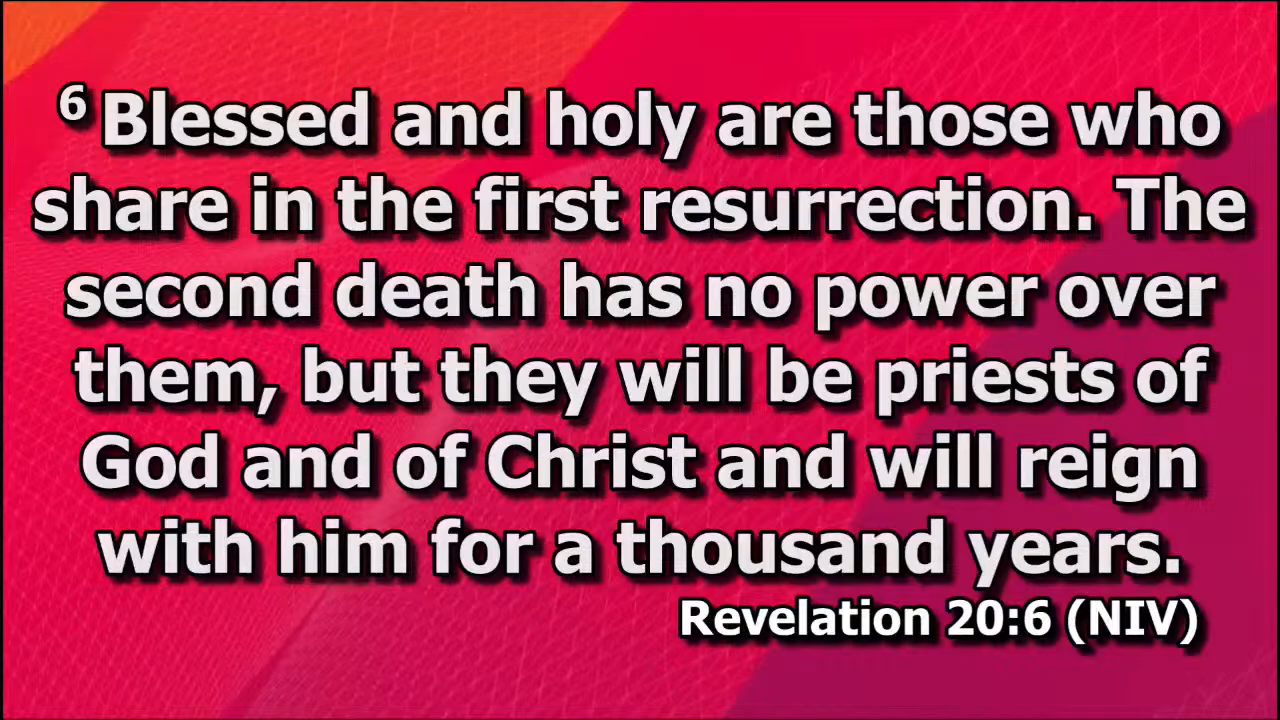 ⁶ Blessed and holy are those who
share in the first resurrection. The
second death has no power over
them, but they will be priests of
God and of Christ and will reign
with him for a thousand years.
Revelation 20:6 (NIV)